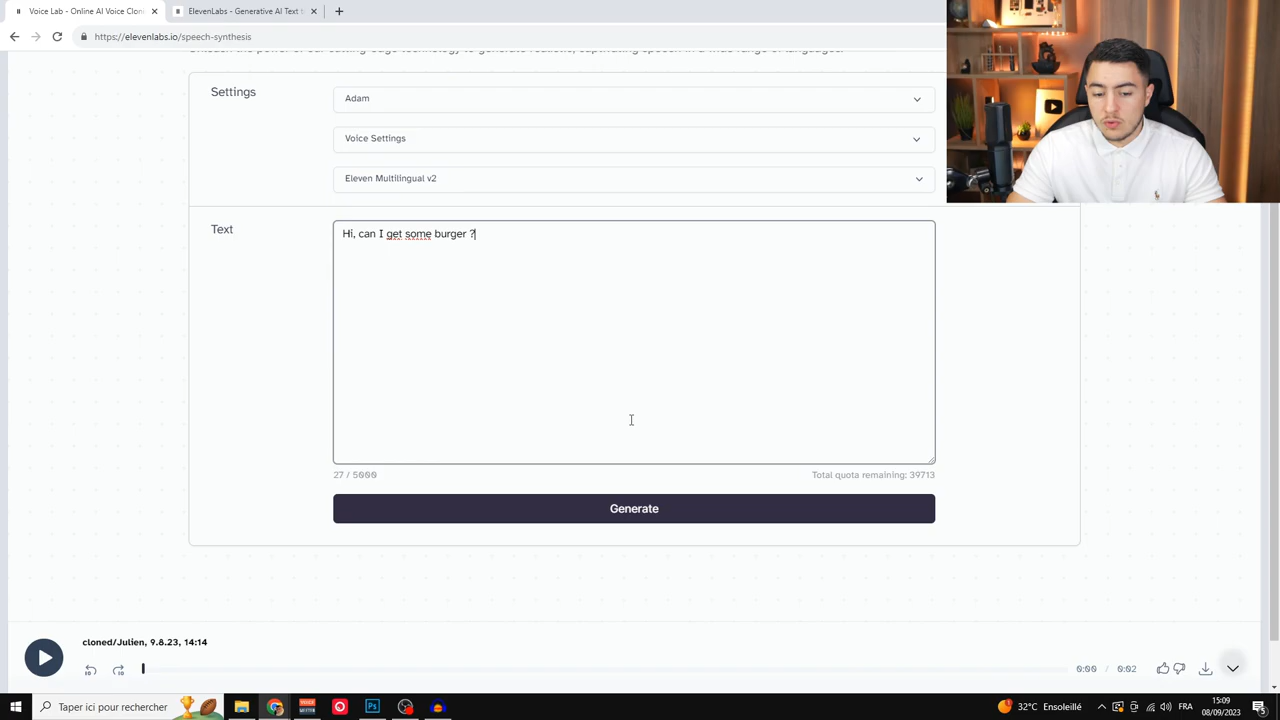 Voice Lab - Online AI Voice Cloni
ElevenLabs - Generative AI Text t
https://elevenlabs.io/speech-synthesis
Settings
Adam
Voice Settings
Eleven Multilingual v2
Text
Hi, can I get some burger ?
27 / 5000
Total quota remaining: 39713
Generate
cloned/Julien, 9.8.23, 14:14
10
10
0:00 / 0:02
Taper ici pour rechercher
32°C Ensoleillé
FRA
15:09
08/09/2023